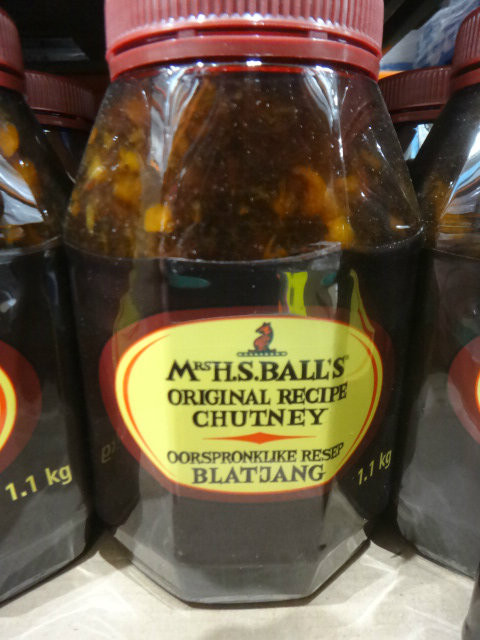 MRS H.S. BALL'S
ORIGINAL RECIPE
CHUTNEY
OORSPRONKLIKE RESEP
BLATJANG
1.1 kg
1.1 kg